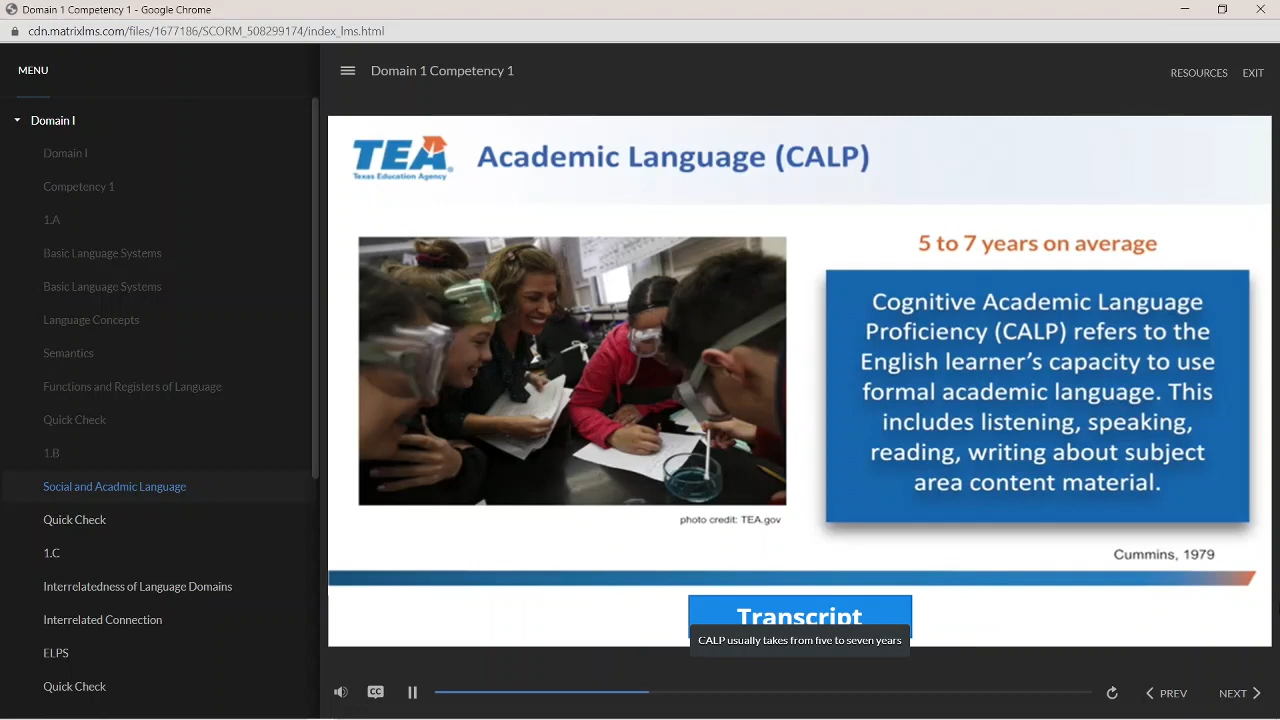 Domain 1 Competency 1 - Google Chrome
cdn.matrixlms.com/files/1677186/SCORM_508299174/index_lms.html
MENU
Domain I
Domain I
Competency 1
1.A
Basic Language Systems
Basic Language Systems
Language Concepts
Semantics
Functions and Registers of Language
Quick Check
1.B
Social and Acadmic Language
Quick Check
1.C
Interrelatedness of Language Domains
Interrelated Connection
ELPS
Quick Check
Domain 1 Competency 1
RESOURCES
EXIT
TEA
Texas Education Agency
Academic Language (CALP)
5 to 7 years on average
Cognitive Academic Language
Proficiency (CALP) refers to the
English learner's capacity to use
formal academic language. This
includes listening, speaking,
reading, writing about subject
area content material.
photo credit: TEA.gov
Cummins, 1979
Transcript
CALP usually takes from five to seven years
CC
PREV
NEXT